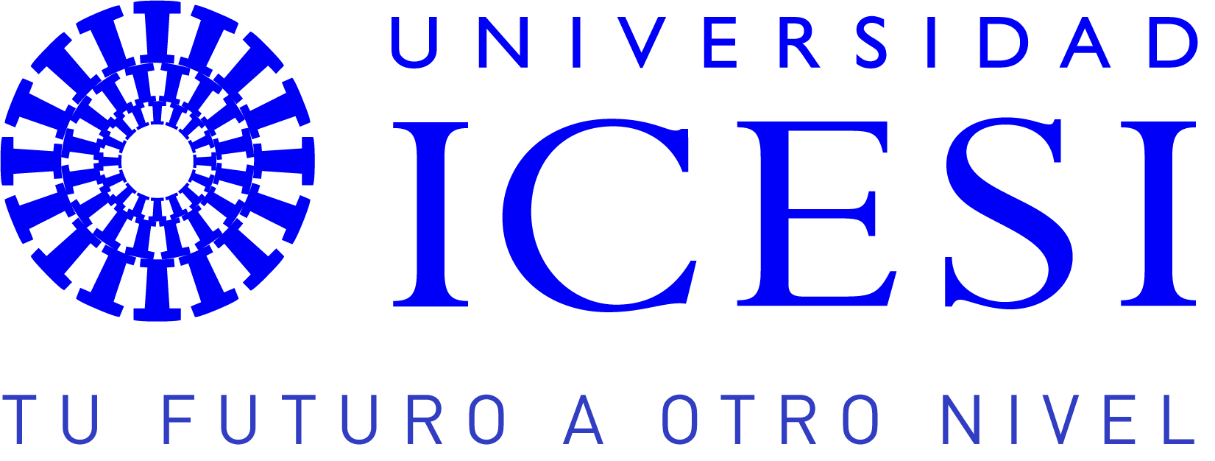 UNIVERSIDAD
ICESI
TU FUTURO A OTRO NIVEL